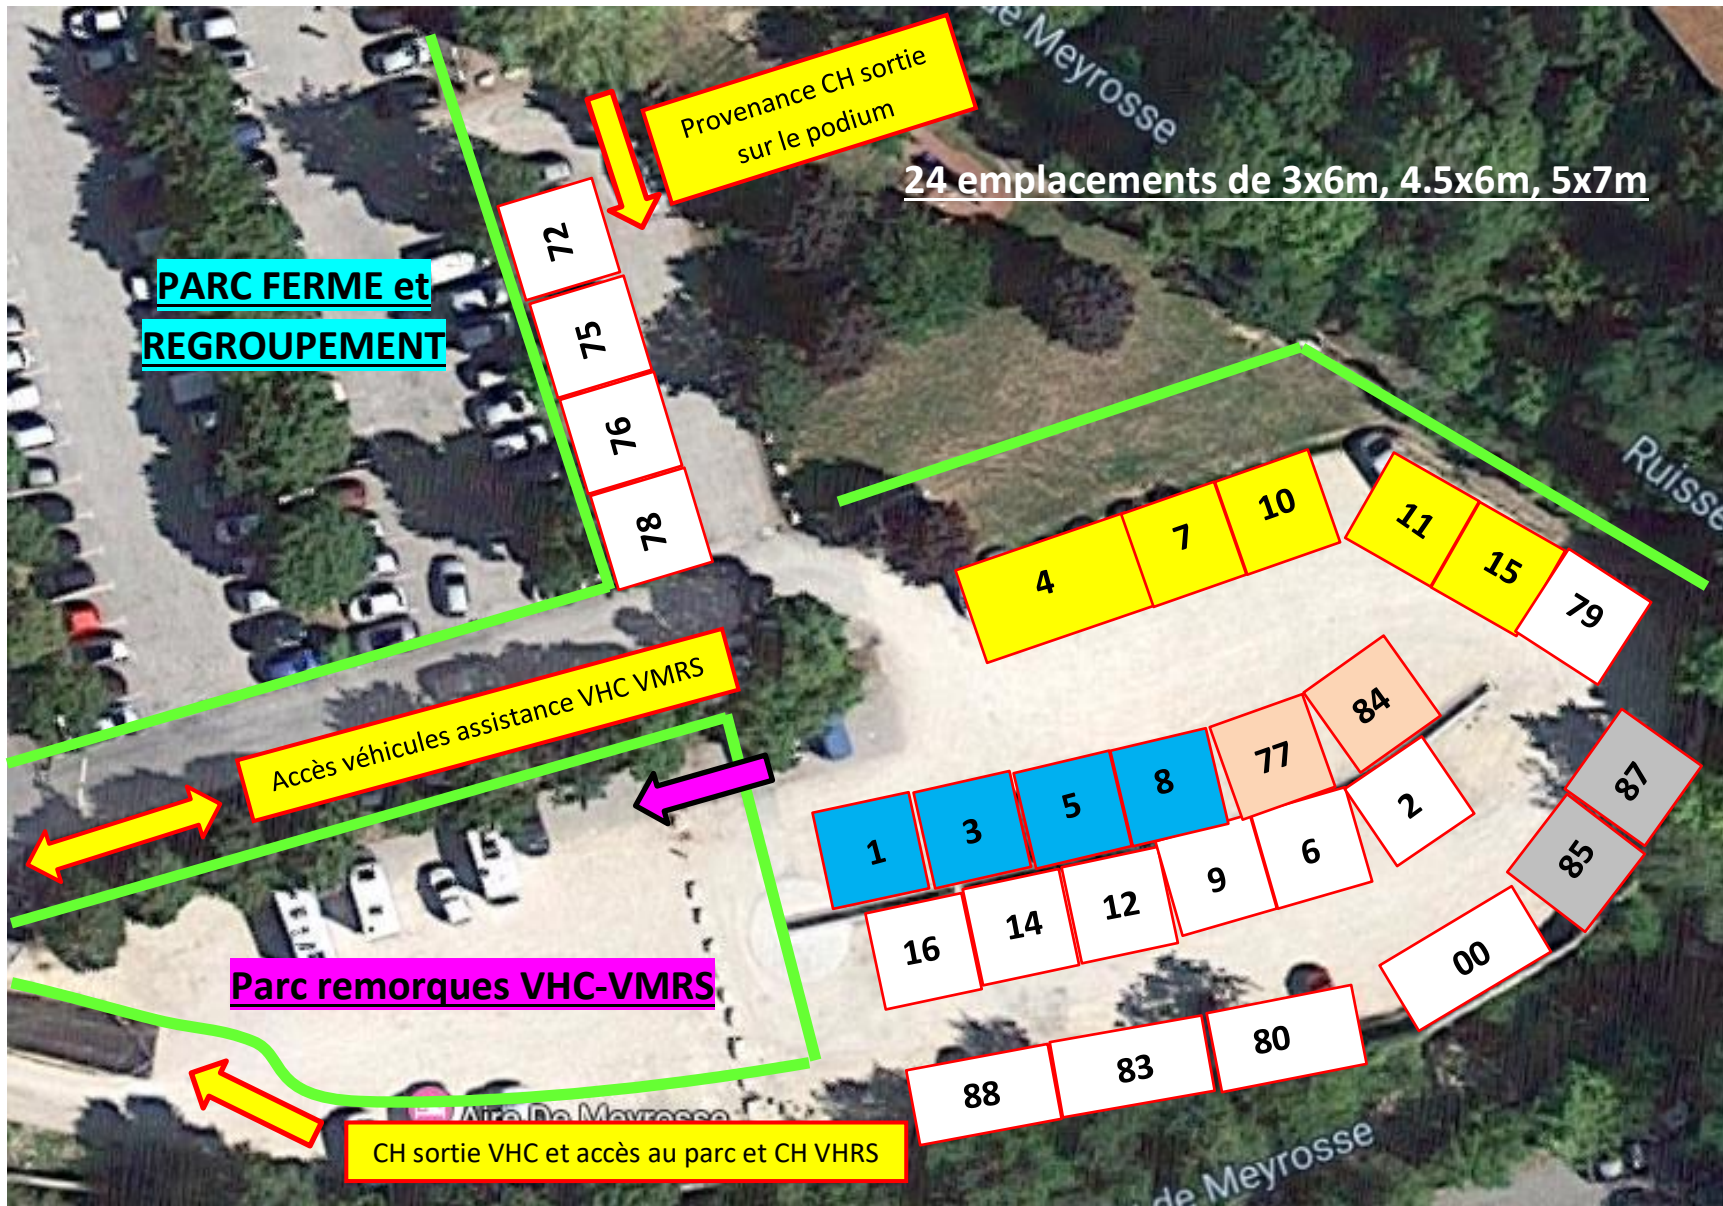 de Meyrosse
Provenance CH sortie
sur le podium
24 emplacements de 3x6m, 4.5x6m, 5x7m
PARC FERME et
REGROUPEMENT
72
75
76
78
Ruisse
4
7
10
11
15
79
Accès véhicules assistance VHC VMRS
1
3
5
8
77
84
87
85
16
14
12
9
6
2
00
Parc remorques VHC-VMRS
88
83
80
Aire De Meyrosse
CH sortie VHC et accès au parc et CH VHRS
de Meyrosse